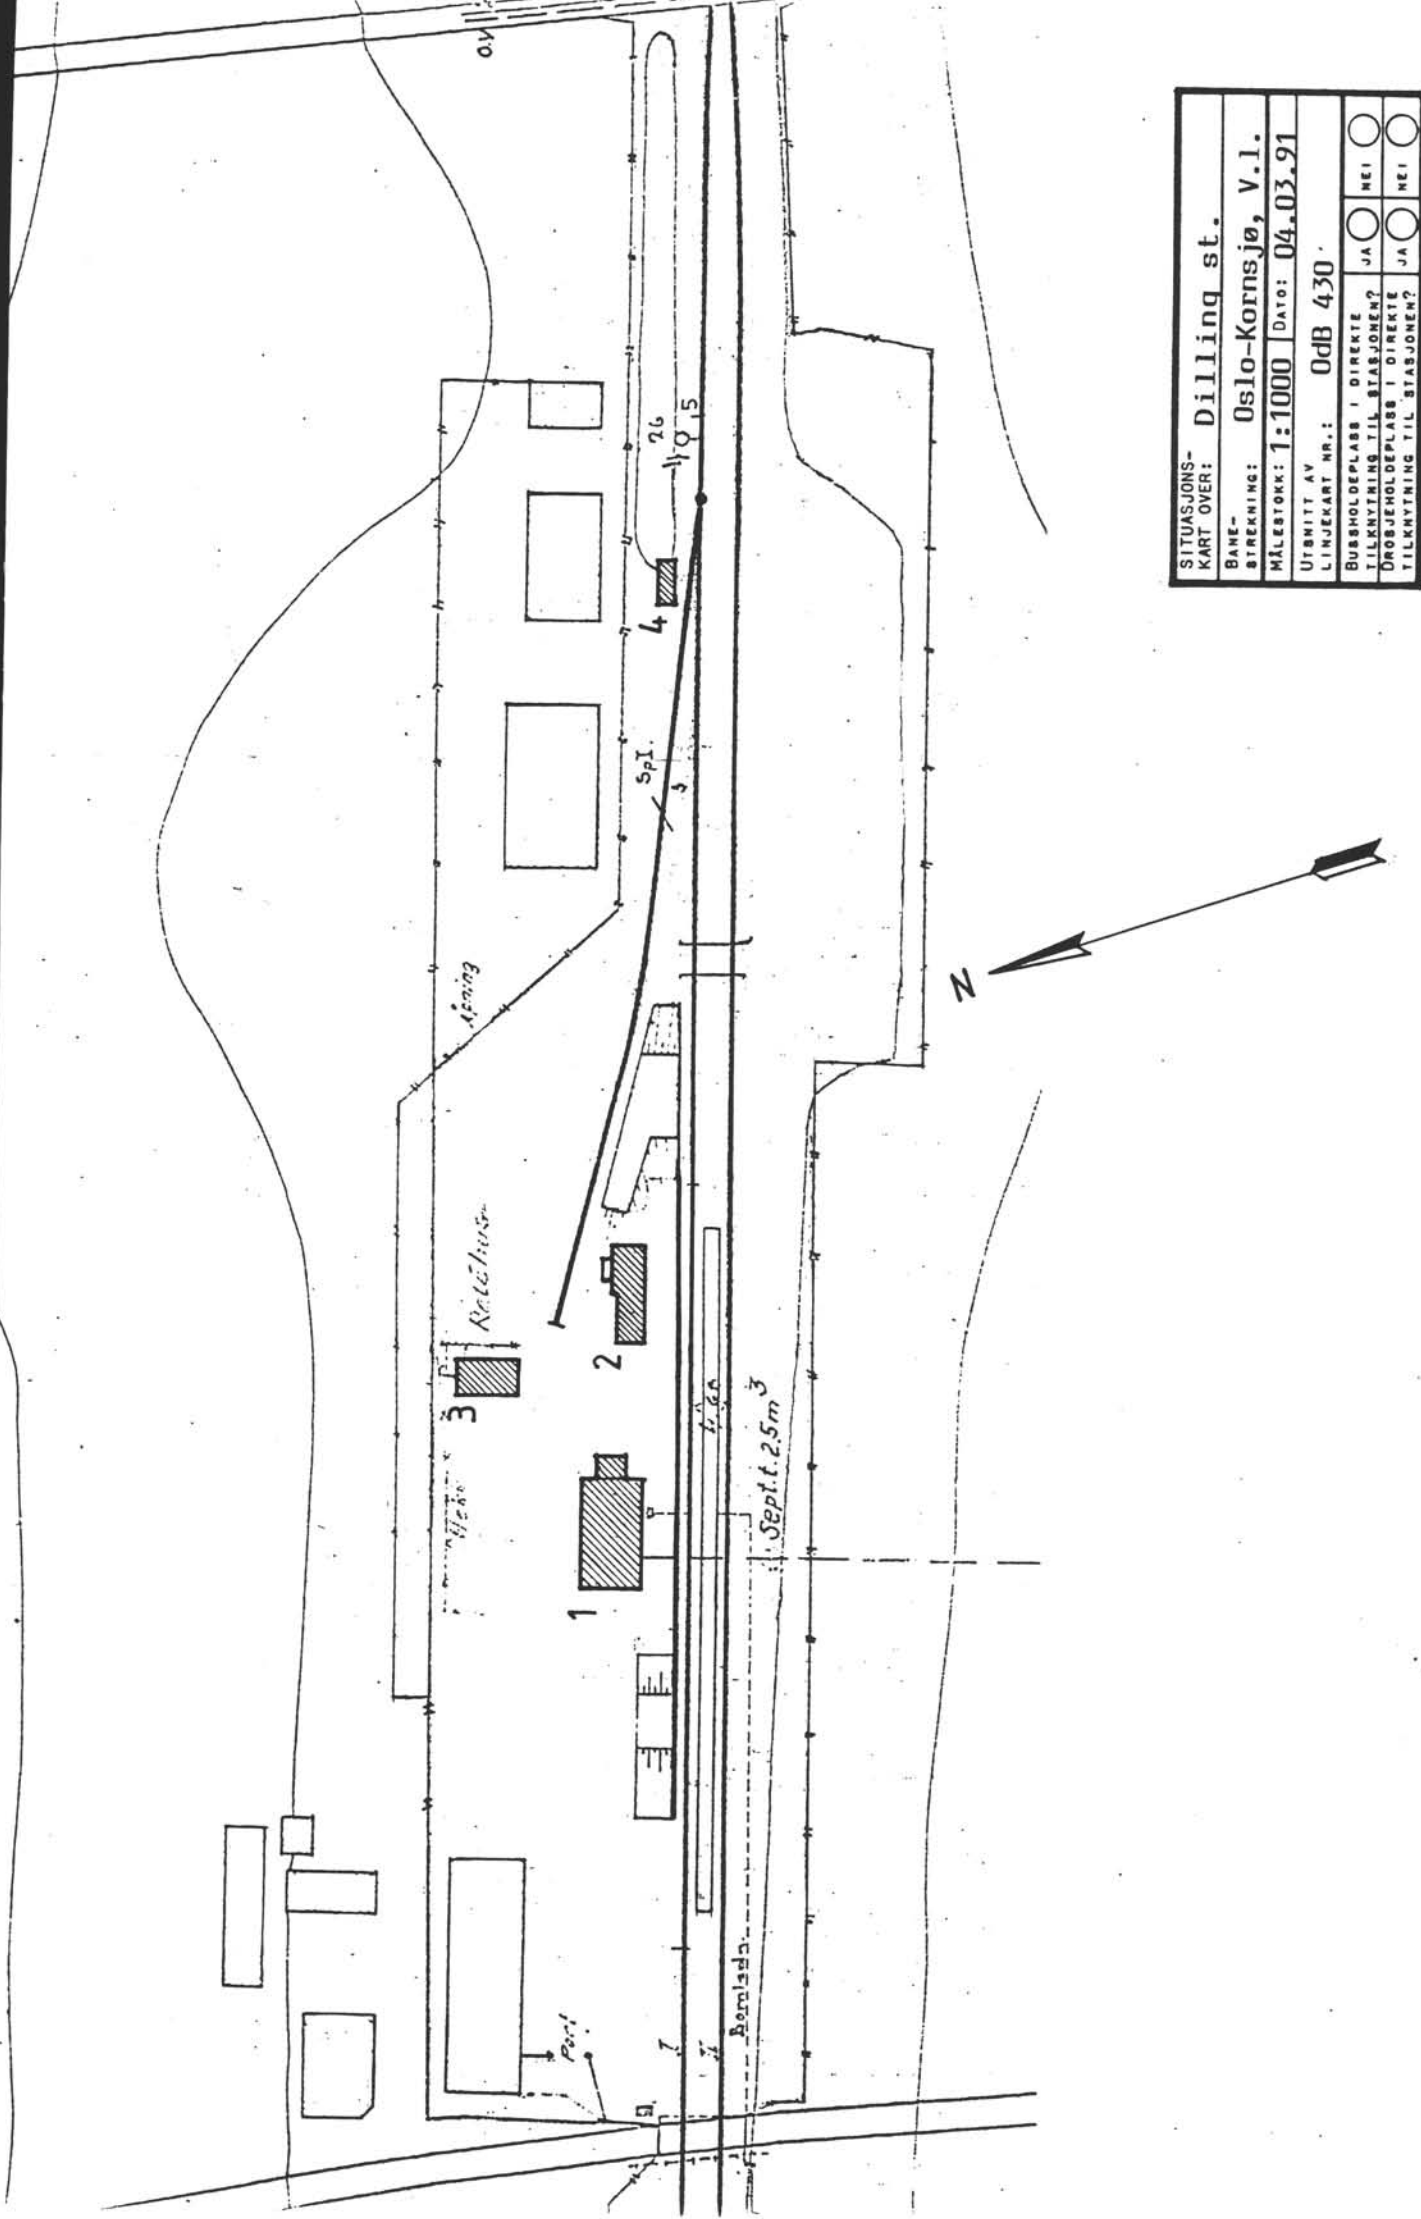 SITUASJONS-
KART OVER: Dilling st.
BANE-
STREKNING: Oslo-Kornsjø, V.l.
MÅLESTOKK: 1:1000 DATO: 04.03.91
UTSNITT AV
LINJEKART NR.: OdB 430
BUSSHOLDEPLASS I DIREKTE
TILKNYTNING TIL STASJONEN? JA NEI
DROSJEHOLDEPLASS I DIREKTE
TILKNYTNING TIL STASJONEN? JA NEI
O.V
26
15
4
Sp I.
3
N
2
3
Hekk
1
Sept.t. 2.5m³
Port